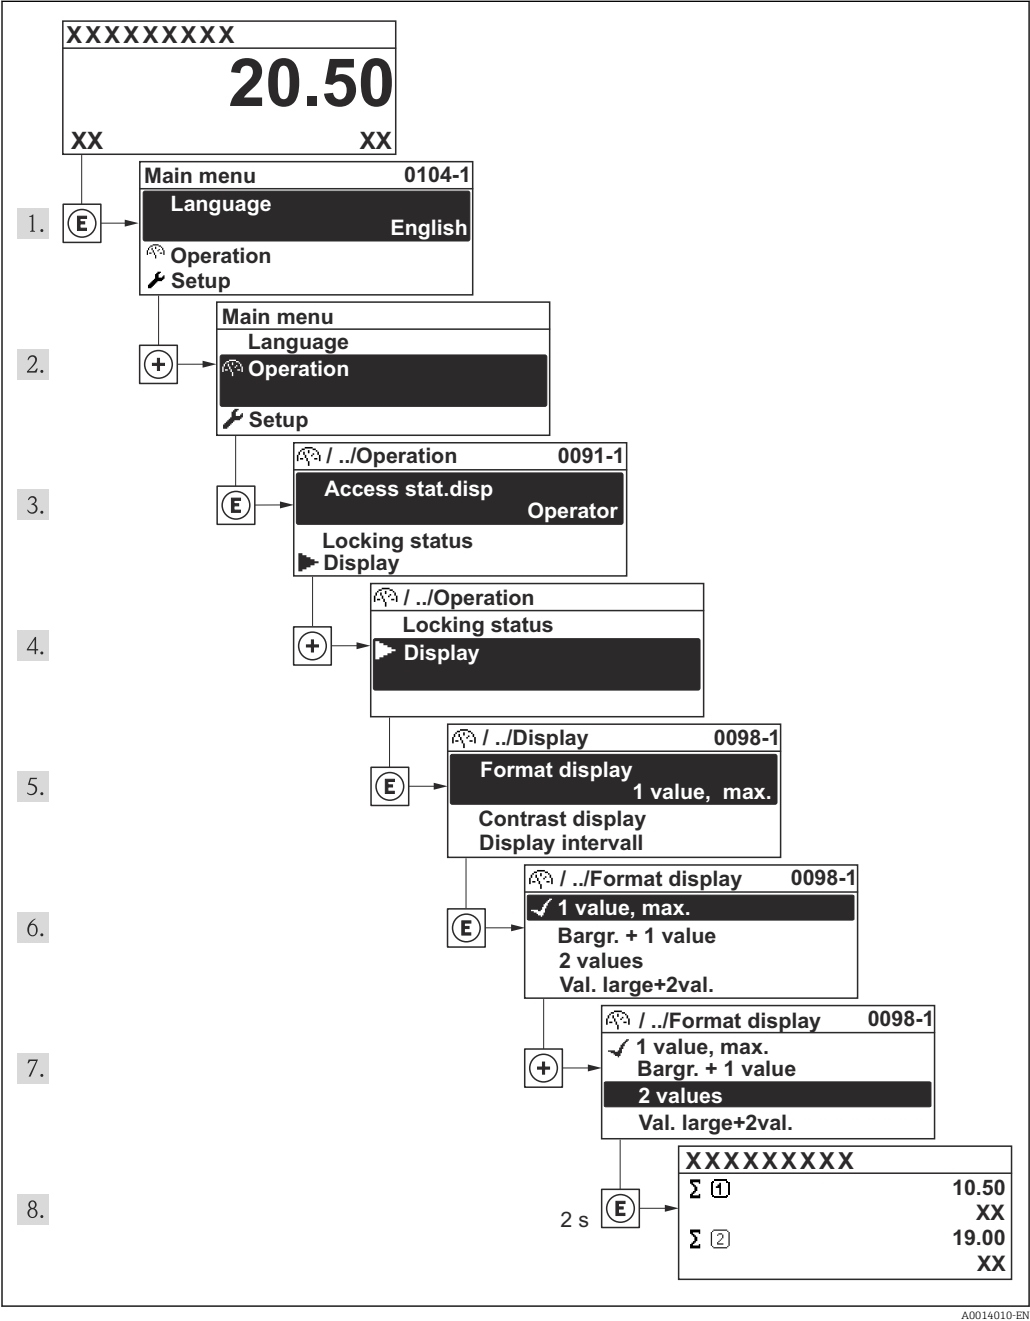 XXXXXXXXX
20.50
XX XX
Main menu 0104-1
Language
English
Operation
Setup
1. E
Main menu
Language
Operation
Setup
2. +
/ ../Operation 0091-1
Access stat.disp
Operator
Locking status
Display
3. E
/ ../Operation
Locking status
Display
4. +
/ ../Display 0098-1
Format display
1 value, max.
Contrast display
Display intervall
5. E
/ ../Format display 0098-1
1 value, max.
Bargr. + 1 value
2 values
Val. large+2val.
6. E
/ ../Format display 0098-1
1 value, max.
Bargr. + 1 value
2 values
Val. large+2val.
7. +
XXXXXXXXX
Σ 1 10.50
XX
Σ 2 19.00
XX
8. 2 s E
A0014010-EN